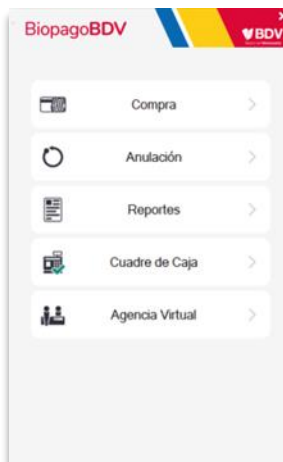 BiopagoBDV
BDV
Compra
Anulación
Reportes
Cuadre de Caja
Agencia Virtual